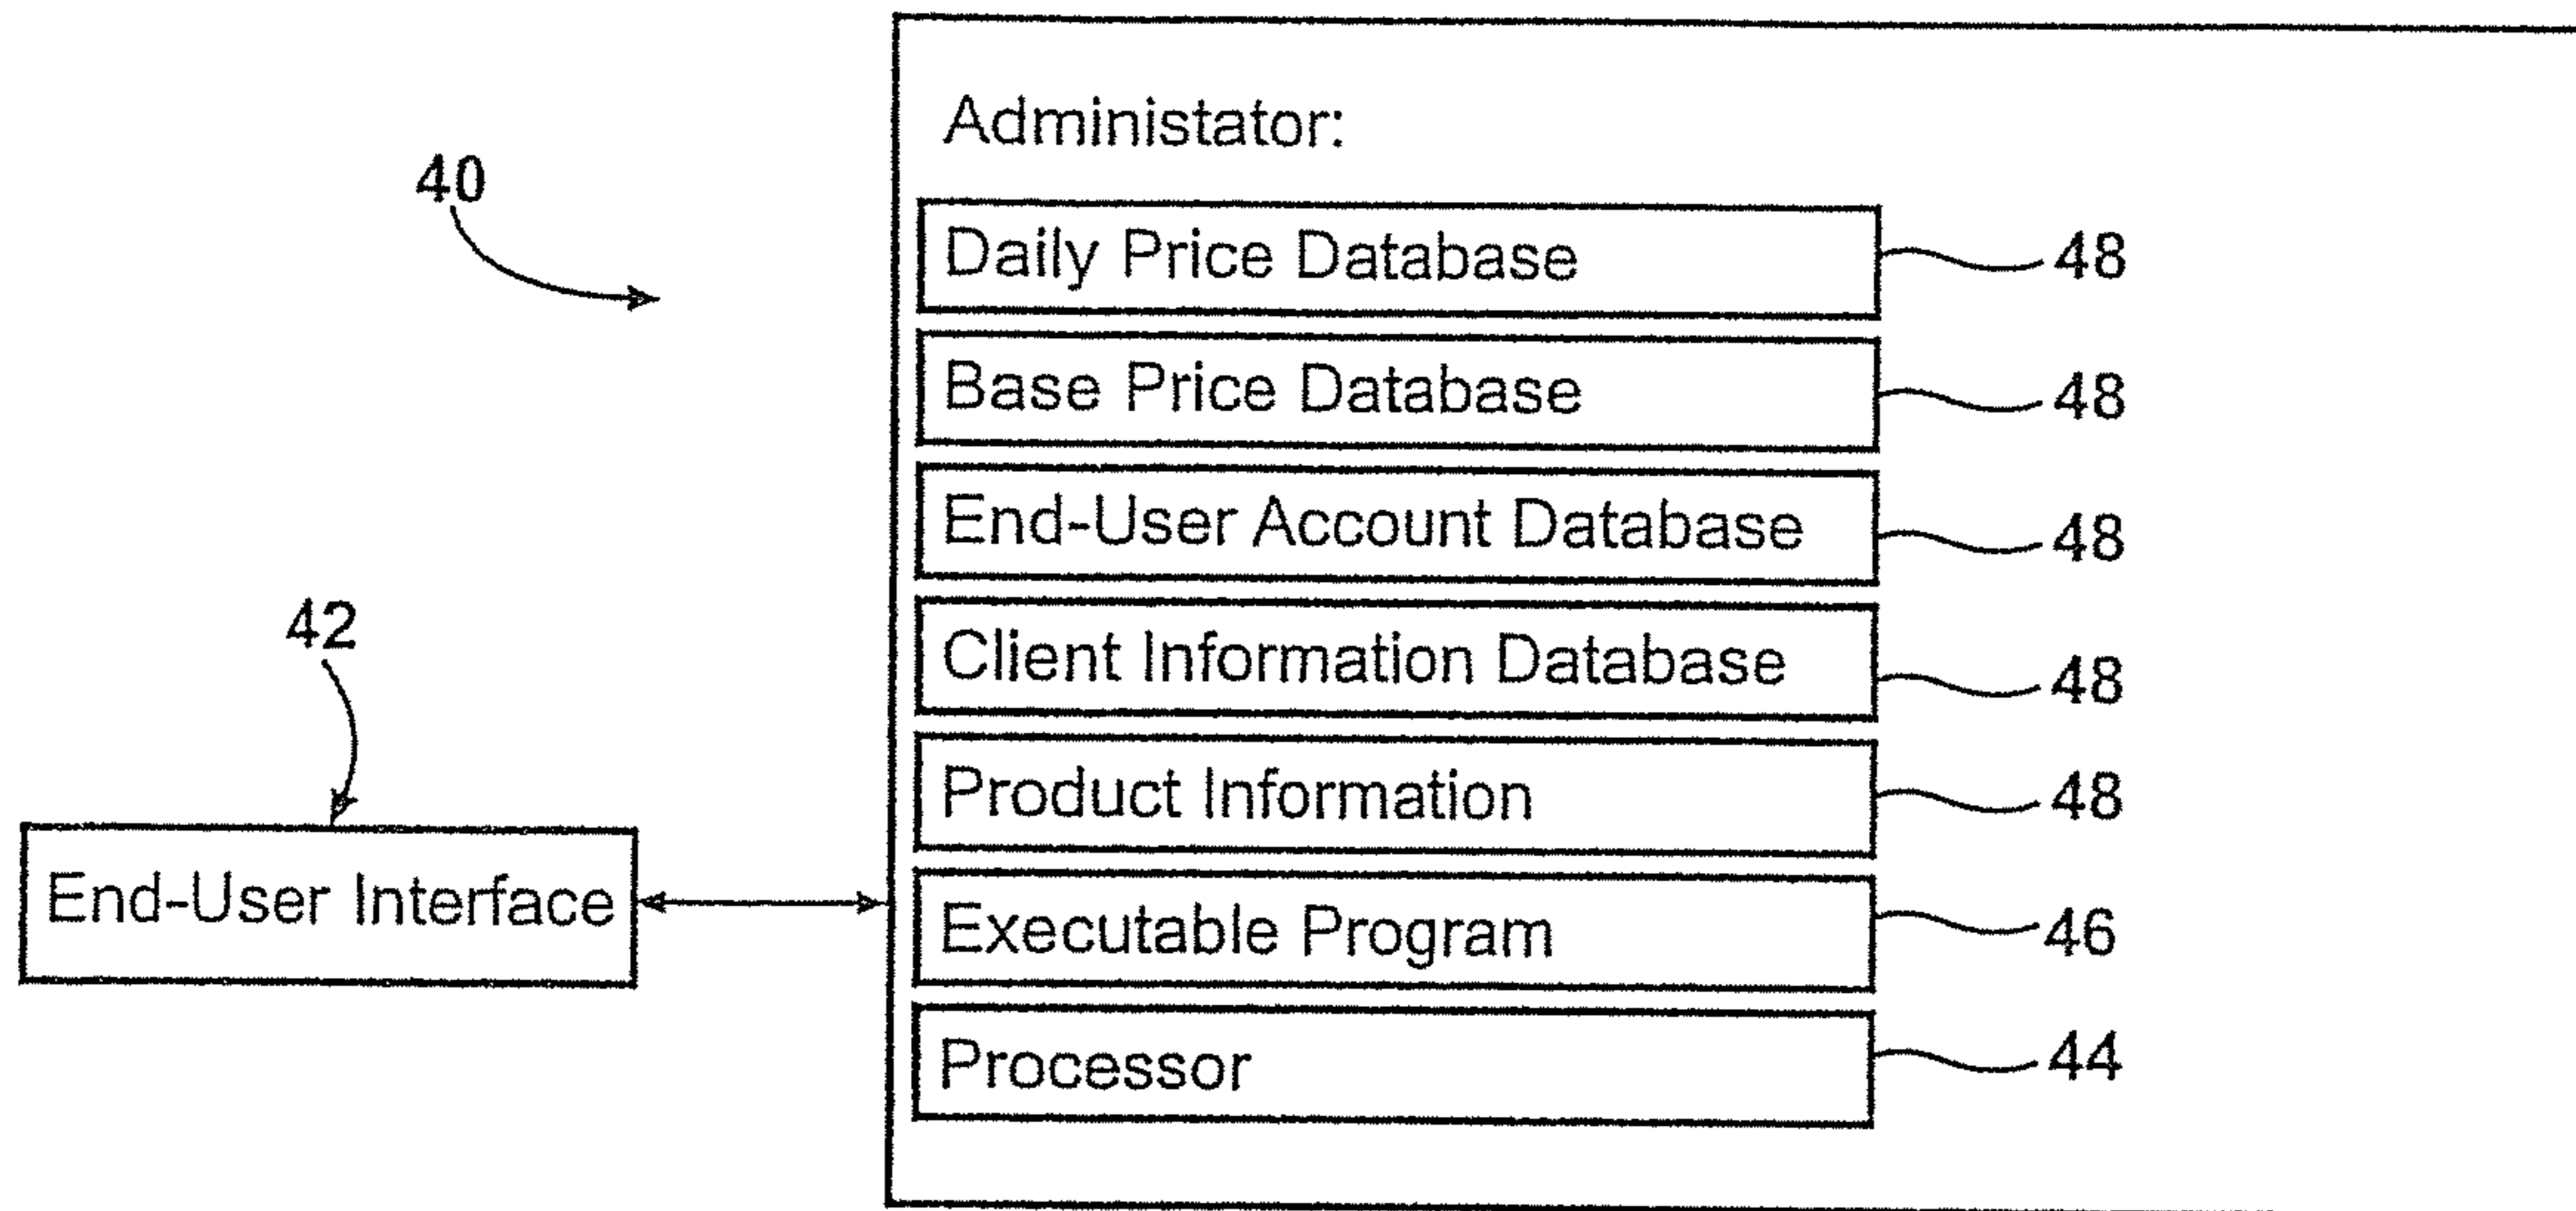 Administator:
40
Daily Price Database 48
Base Price Database 48
End-User Account Database 48
42
Client Information Database 48
Product Information 48
End-User Interface
Executable Program 46
Processor 44